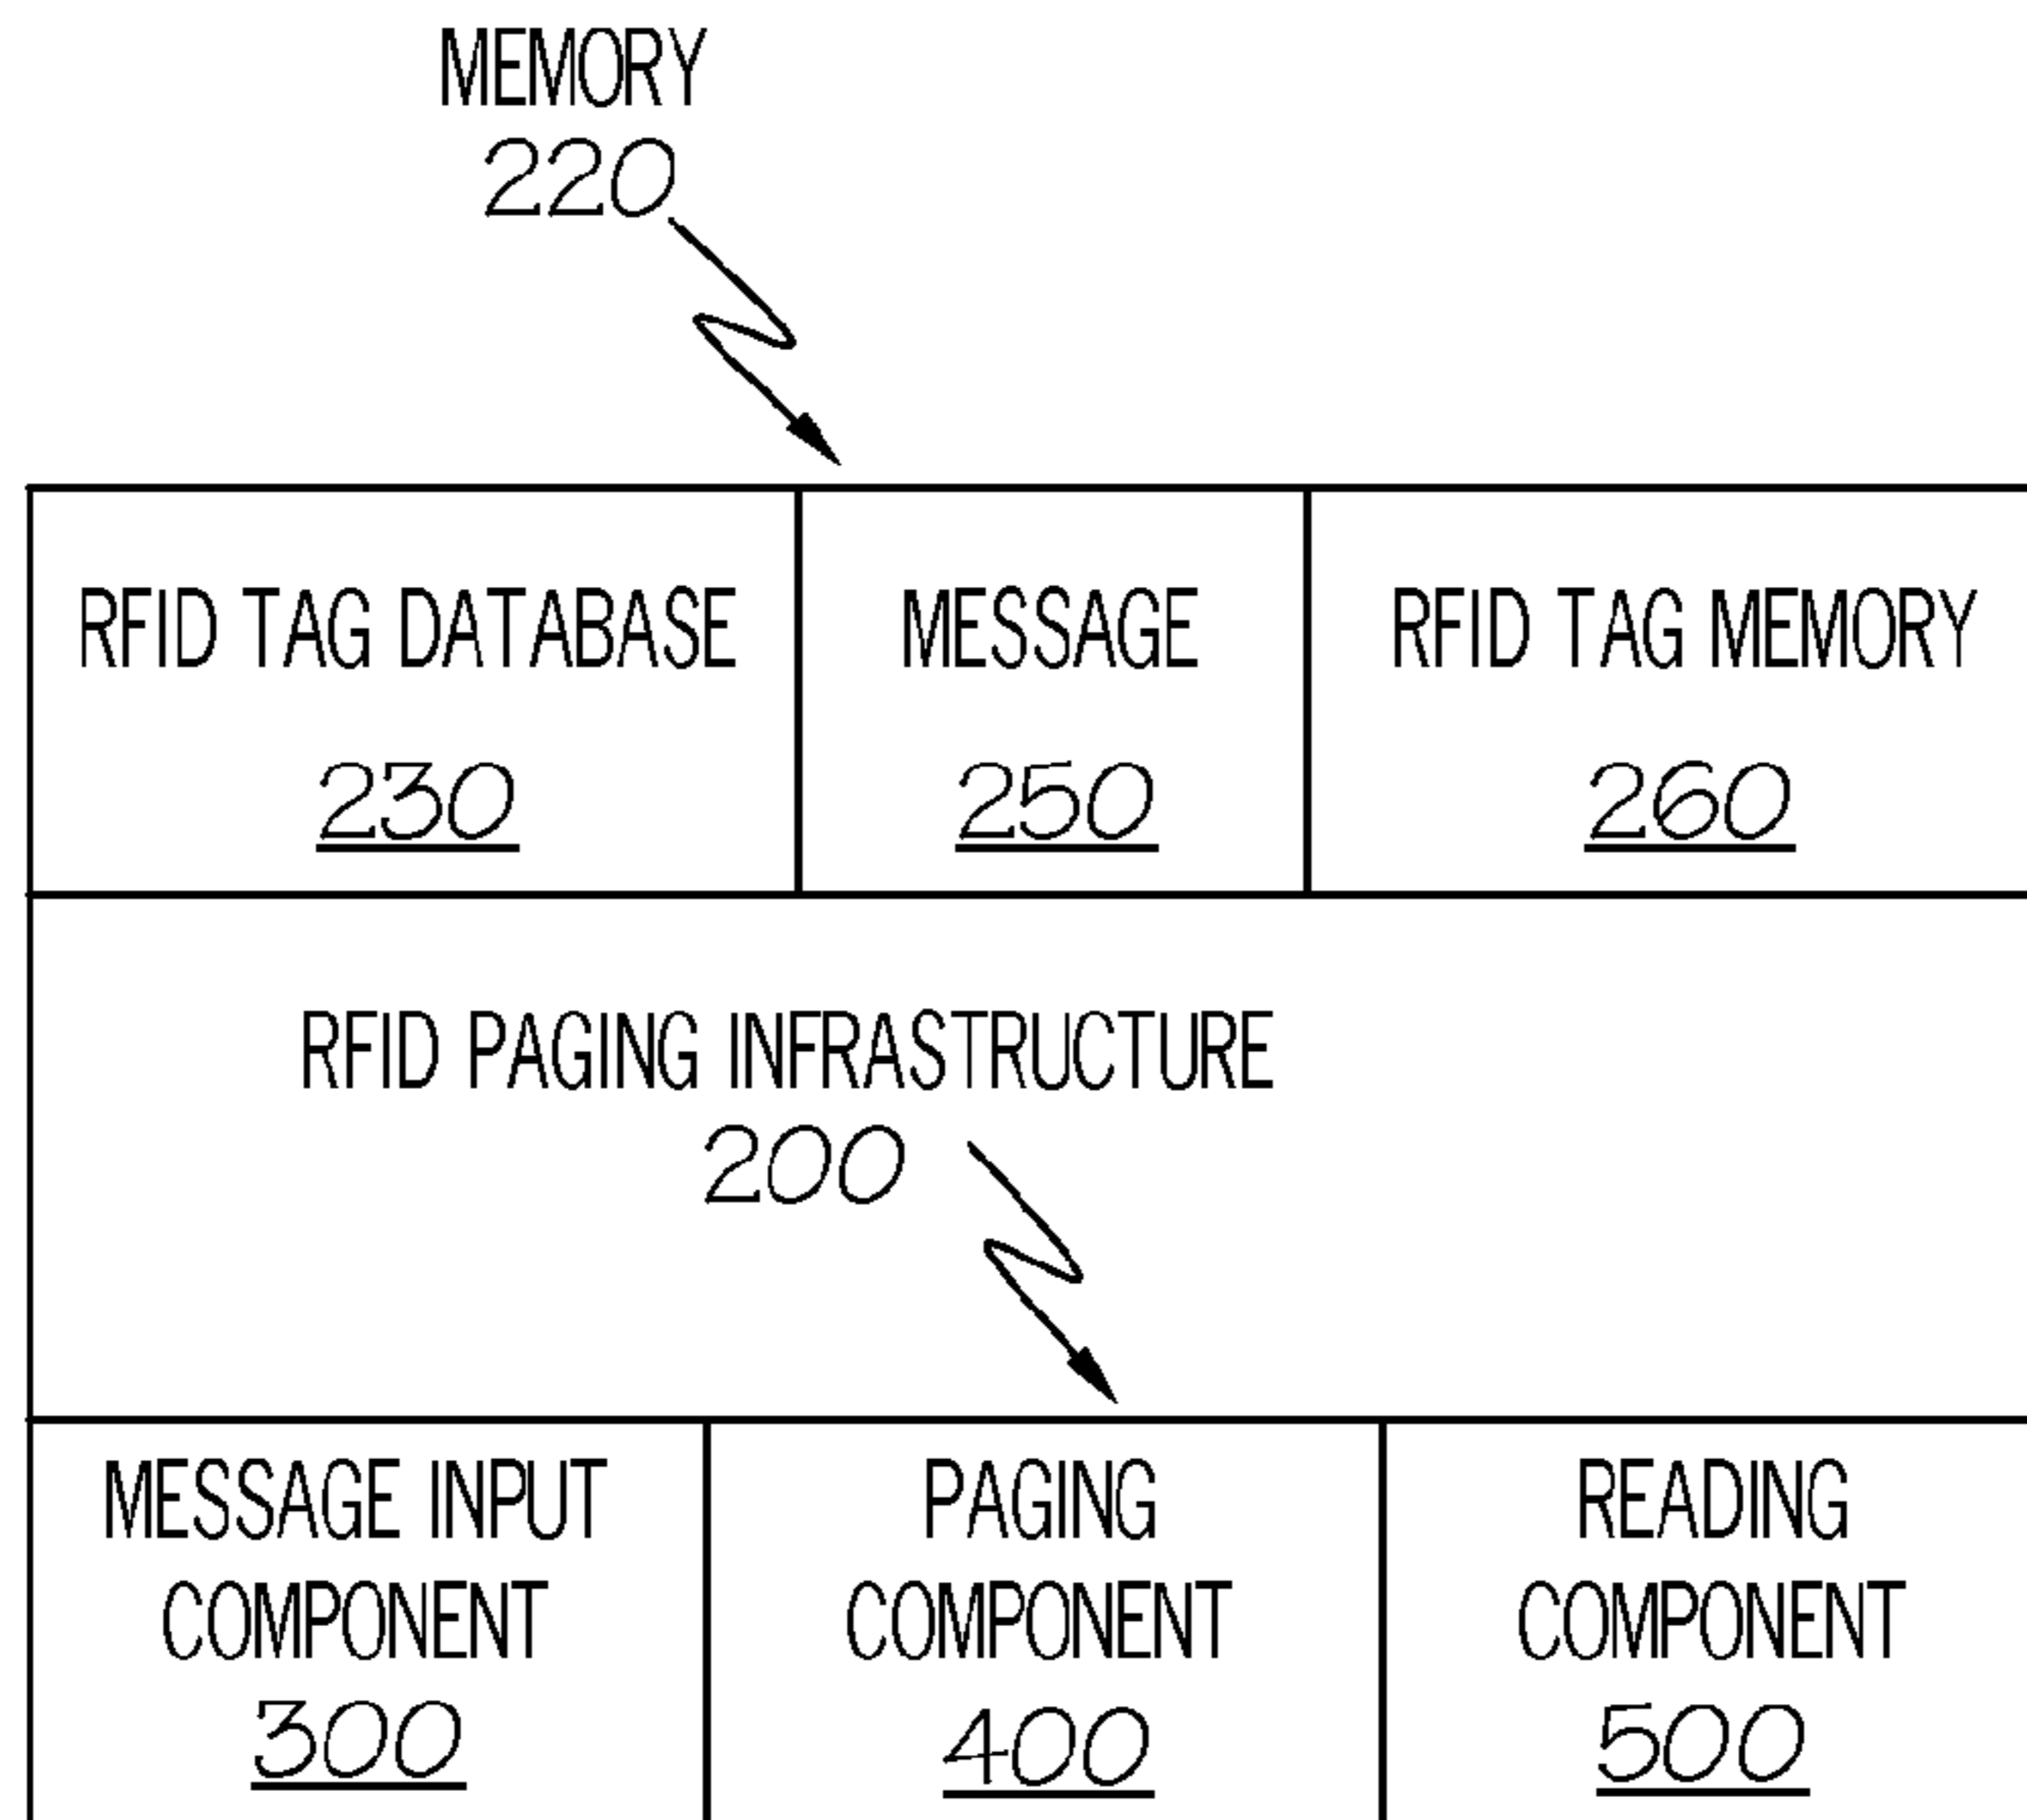 MEMORY
220
RFID TAG DATABASE
230
MESSAGE
250
RFID TAG MEMORY
260
RFID PAGING INFRASTRUCTURE
200
MESSAGE INPUT
COMPONENT
300
PAGING
COMPONENT
400
READING
COMPONENT
500